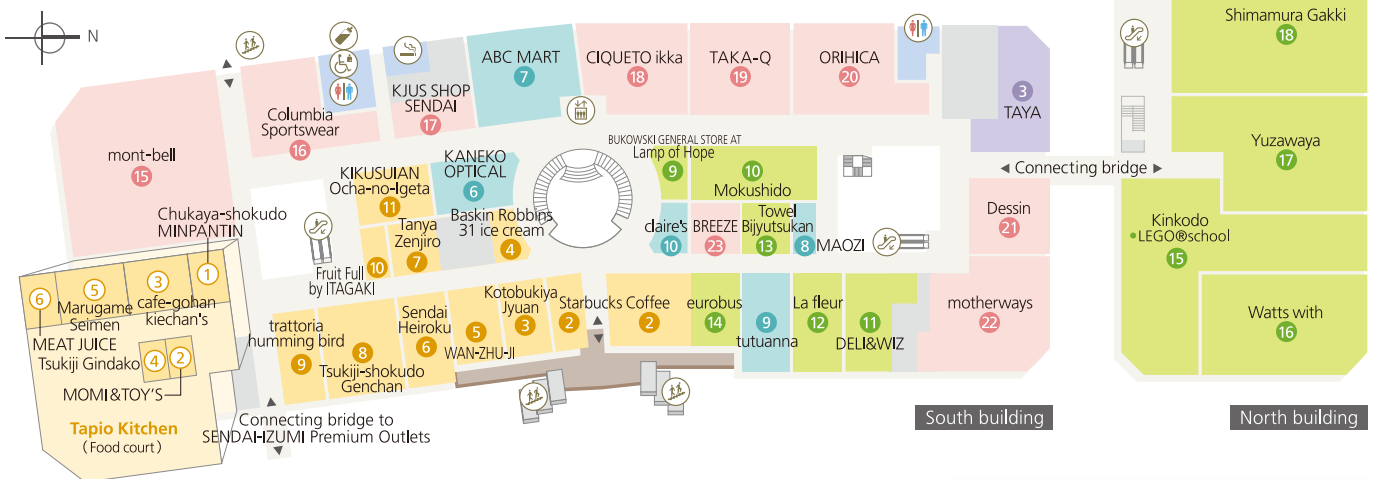 N
mont-bell
15
Columbia
Sportswear
16
KJUS SHOP
SENDAI
17
ABC MART
7
CIQUETO ikka
18
TAKA-Q
19
ORIHICA
20
3
TAYA
Connecting bridge
Shimamura Gakki
18
Yuzawaya
17
Kinkodo
LEGO®school
15
Watts with
16
KIKUSUIAN
Ocha-no-Igeta
11
KANEKO
OPTICAL
6
BUKOWSKI GENERAL STORE AT
Lamp of Hope
9
10
Mokushido
Fruit Full
by ITAGAKI
10
Tanya
Zenjiro
7
Baskin Robbins
31 ice cream
4
claire's
10
BREEZE
23
Towel
Bijyutsukan
13
8
MAOZI
Dessin
21
motherways
22
Chukaya-shokudo
MINPANTIN
1
3
cafe-gohan
kiechan's
5
Marugame
Seimen
6
MEAT JUICE
Tsukiji Gindako
4
2
MOMI&TOY'S
Tapio Kitchen
(Food court)
trattoria
humming bird
9
8
Tsukiji-shokudo
Genchan
Sendai
Heiroku
6
5
WAN-ZHU-JI
Kotobukiya
Jyuan
3
Starbucks Coffee
2
2
eurobus
14
9
tutuanna
La fleur
12
11
DELI&WIZ
Connecting bridge to
SENDAI-IZUMI Premium Outlets
South building
North building